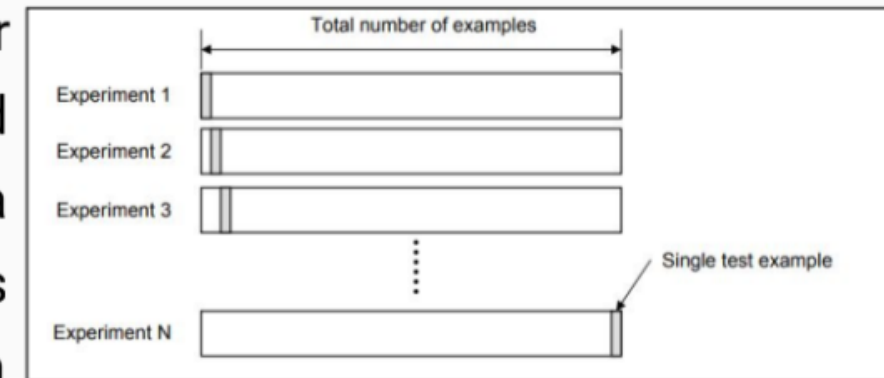 Total number of examples
Experiment 1
Experiment 2
Experiment 3
Single test example
Experiment N